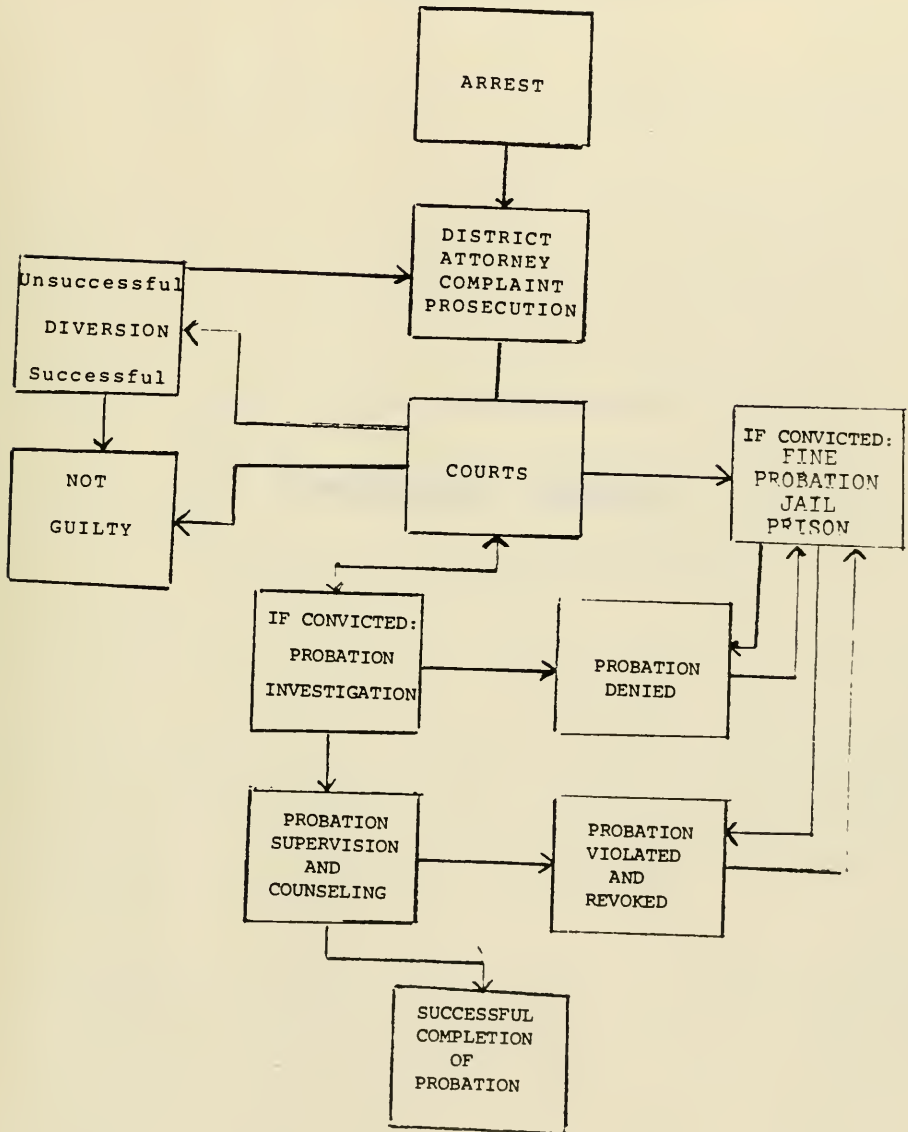 ARREST
DISTRICT
ATTORNEY
COMPLAINT
PROSECUTION
Unsuccessful
DIVERSION
Successful
NOT
GUILTY
COURTS
IF CONVICTED:
FINE
PROBATION
JAIL
PRISON
IF CONVICTED:
PROBATION
INVESTIGATION
PROBATION
DENIED
PROBATION
SUPERVISION
AND
COUNSELING
PROBATION
VIOLATED
AND
REVOKED
SUCCESSFUL
COMPLETION
OF
PROBATION